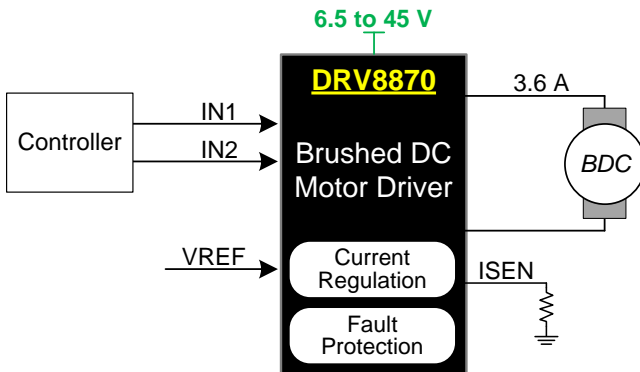 6.5 to 45 V
DRV8870
3.6 A
Controller
IN1
IN2
Brushed DC
Motor Driver
BDC
VREF
Current
Regulation
ISEN
Fault
Protection